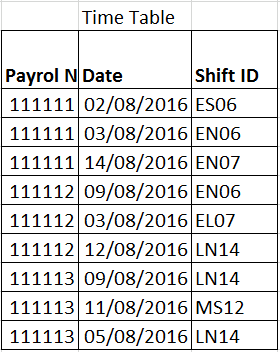 Time Table
Payrol N Date Shift ID
111111 02/08/2016 ES06
111111 03/08/2016 EN06
111111 14/08/2016 EN07
111112 09/08/2016 EN06
111112 03/08/2016 EL07
111112 12/08/2016 LN14
111113 09/08/2016 LN14
111113 11/08/2016 MS12
111113 05/08/2016 LN14